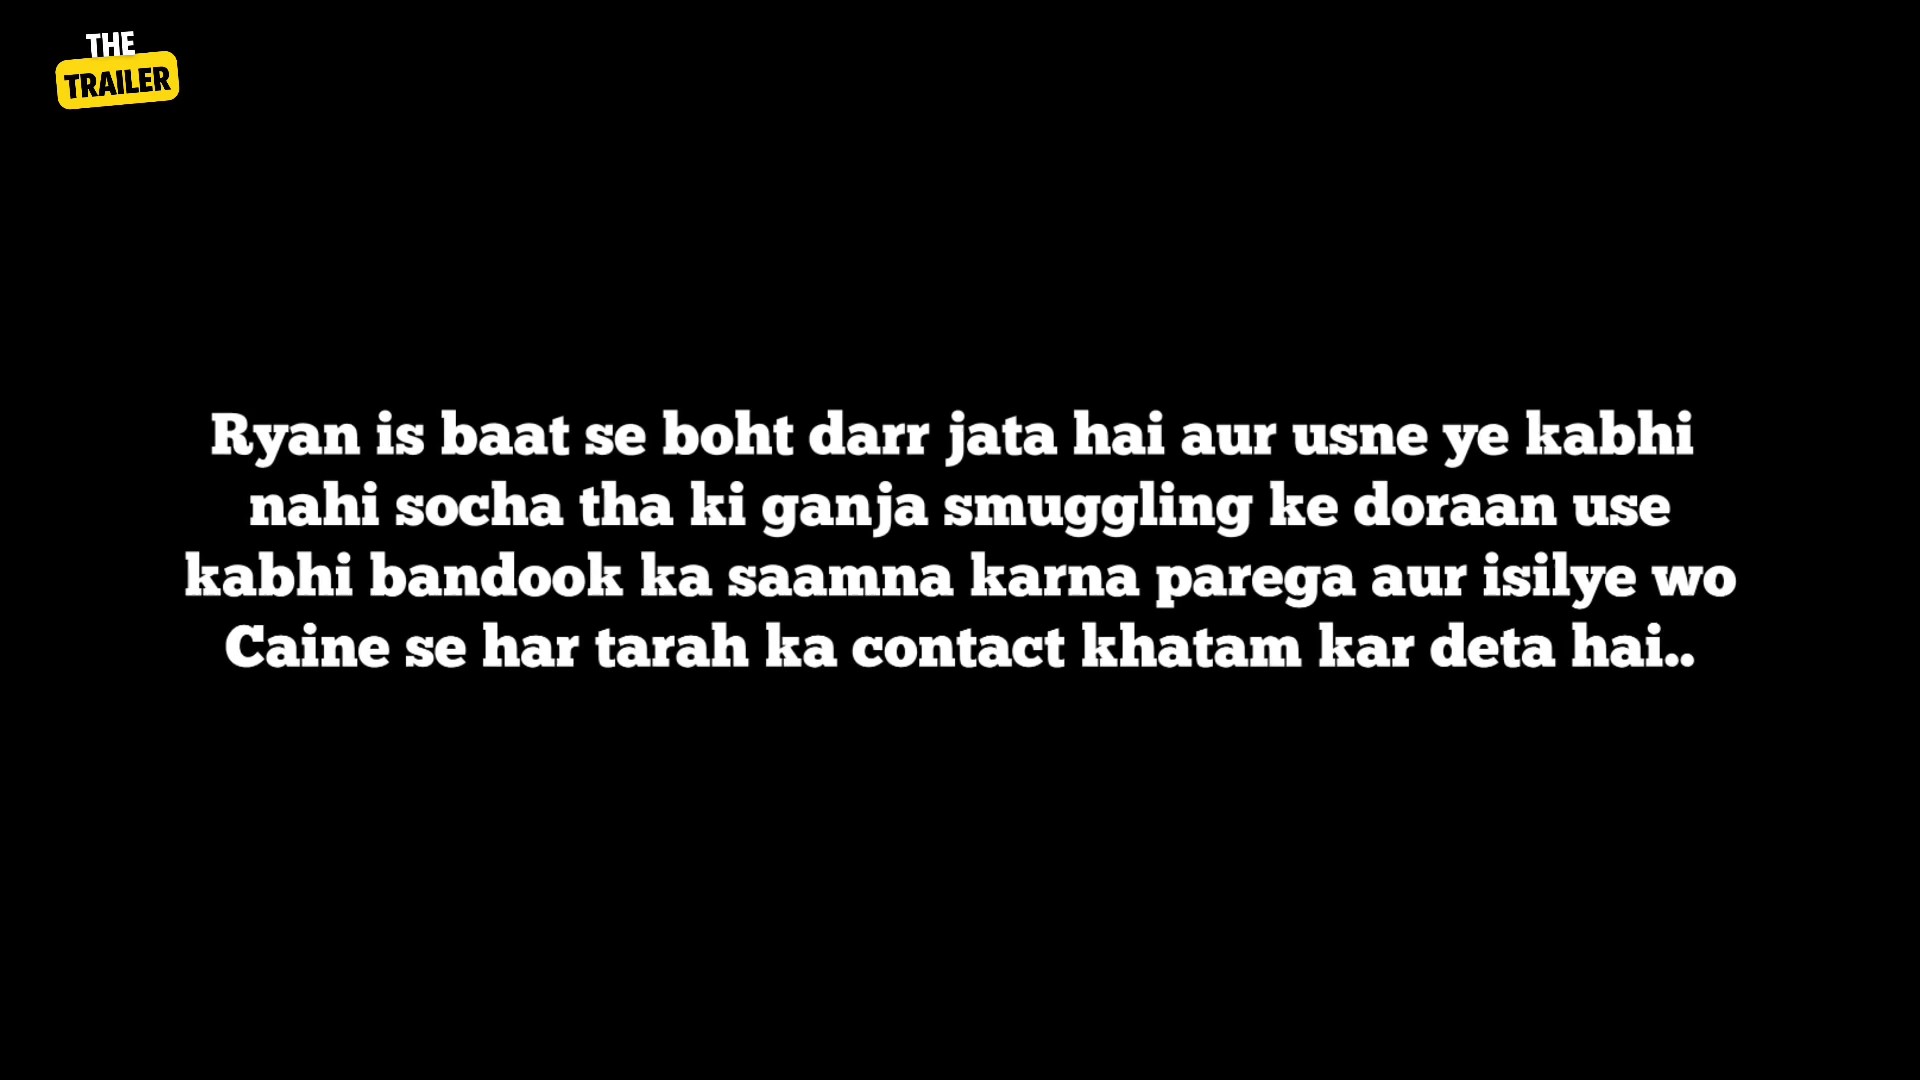 THE
TRAILER
Ryan is baat se boht darr jata hai aur usne ye kabhi
nahi socha tha ki ganja smuggling ke doraan use
kabhi bandook ka saamna karna parega aur isilye wo
Caine se har tarah ka contact khatam kar deta hai..